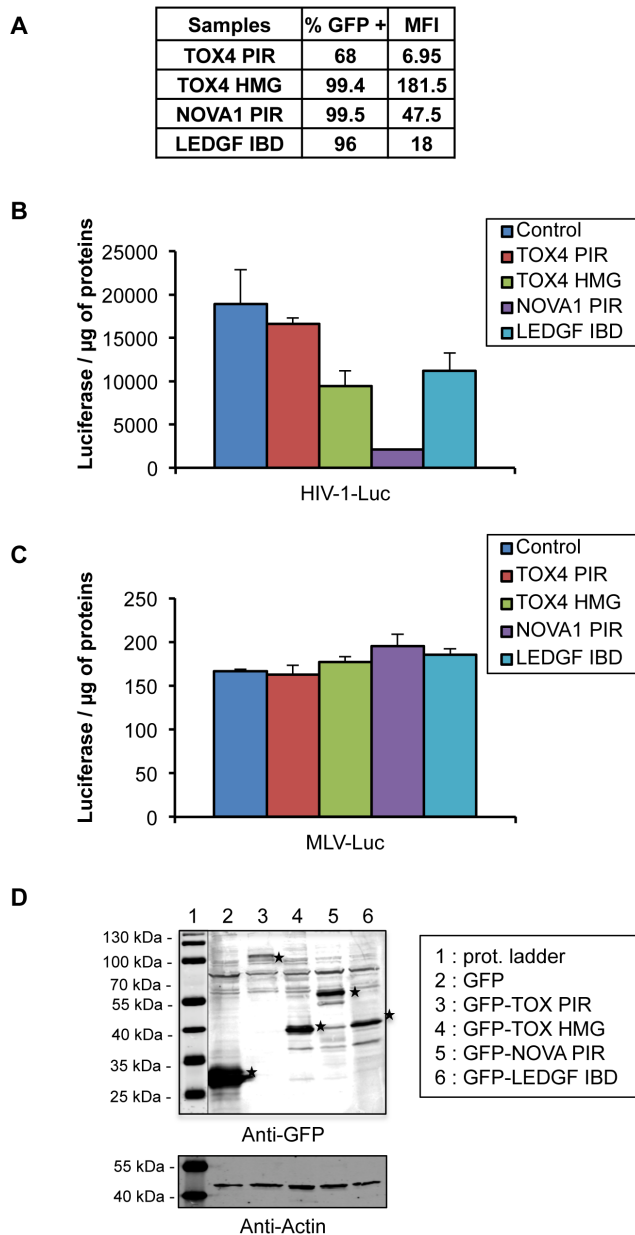 A
Samples % GFP + MFI
TOX4 PIR 68 6.95
TOX4 HMG 99.4 181.5
NOVA1 PIR 99.5 47.5
LEDGF IBD 96 18
B
Luciferase / µg of proteins
25000
20000
15000
10000
5000
0
HIV-1-Luc
Control
TOX4 PIR
TOX4 HMG
NOVA1 PIR
LEDGF IBD
C
Luciferase / µg of proteins
250
200
150
100
50
0
MLV-Luc
Control
TOX4 PIR
TOX4 HMG
NOVA1 PIR
LEDGF IBD
D
1 2 3 4 5 6
130 kDa -
100 kDa -
70 kDa -
55 kDa -
40 kDa -
35 kDa -
25 kDa -
Anti-GFP
55 kDa -
40 kDa -
Anti-Actin
1 : prot. ladder
2 : GFP
3 : GFP-TOX PIR
4 : GFP-TOX HMG
5 : GFP-NOVA PIR
6 : GFP-LEDGF IBD